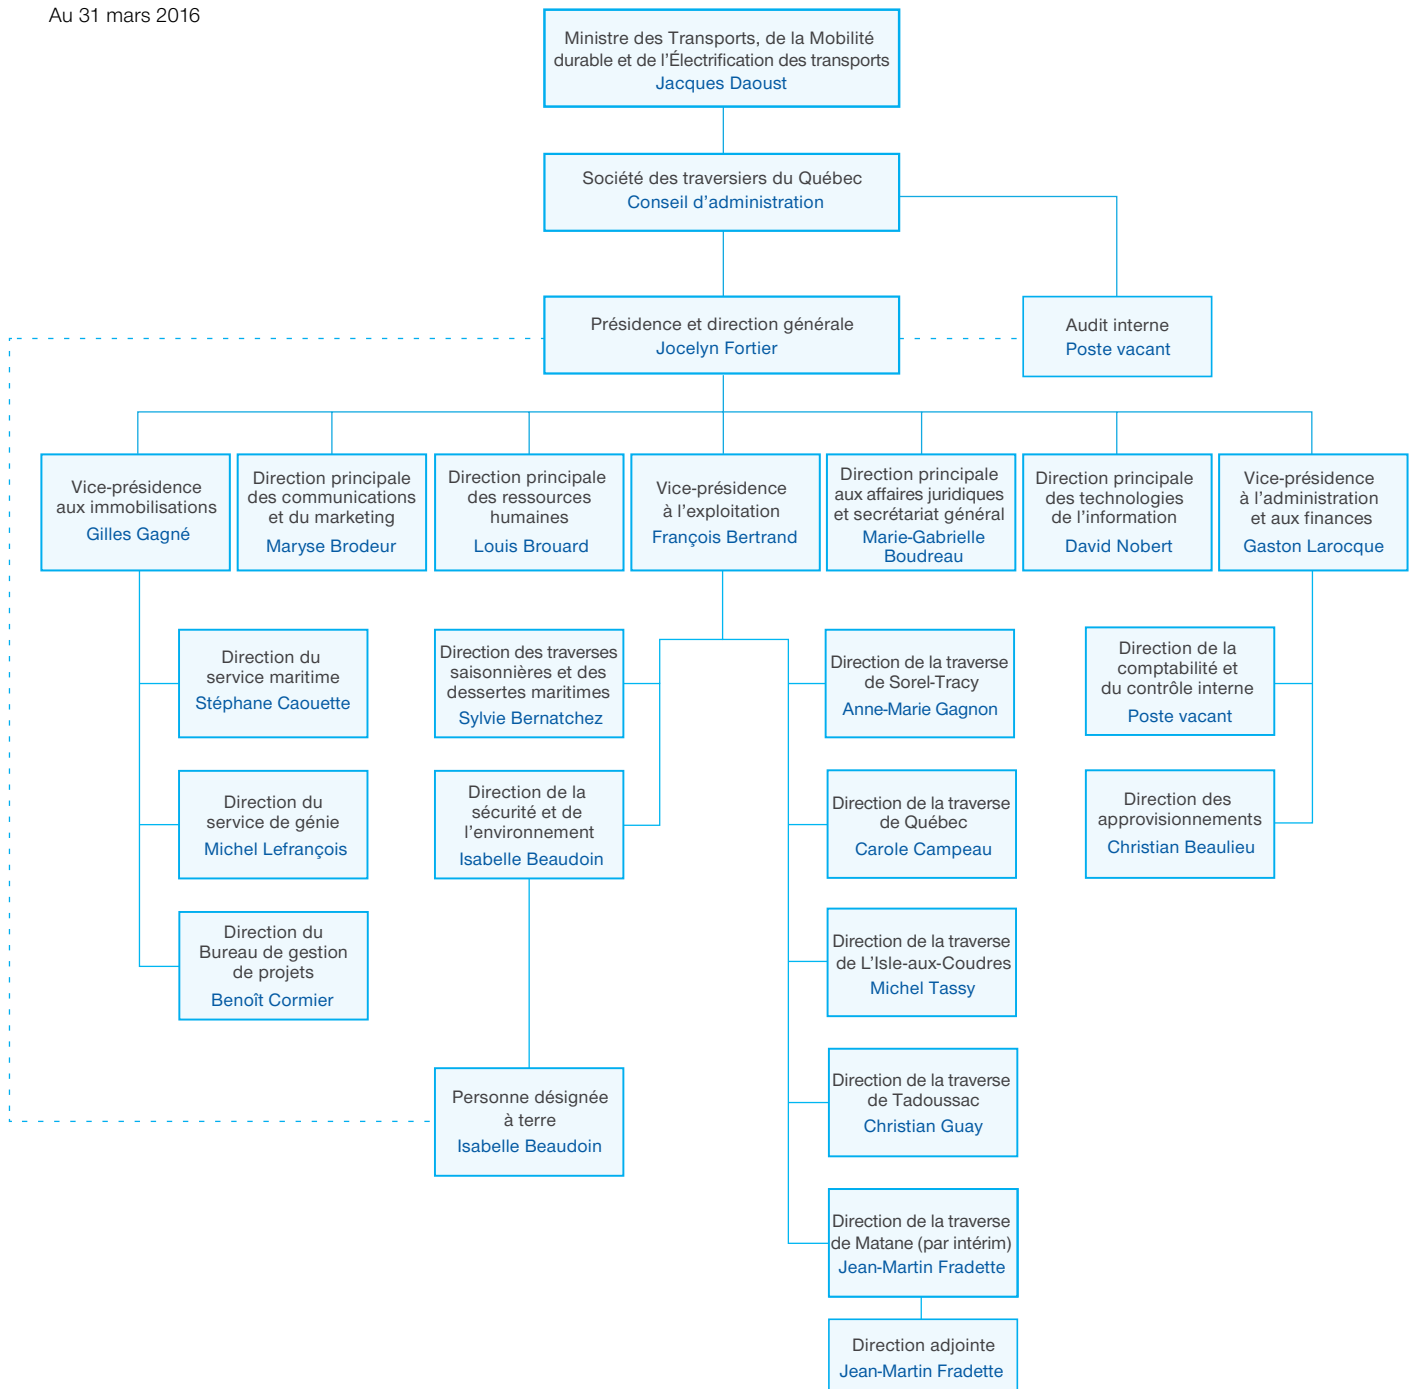 Au 31 mars 2016
Ministre des Transports, de la Mobilité
durable et de l'Électrification des transports
Jacques Daoust
Société des traversiers du Québec
Conseil d'administration
Présidence et direction générale
Jocelyn Fortier
Audit interne
Poste vacant
Vice-présidence
aux immobilisations
Gilles Gagné
Direction principale
des communications
et du marketing
Maryse Brodeur
Direction principale
des ressources
humaines
Louis Brouard
Vice-présidence
à l'exploitation
François Bertrand
Direction principale
aux affaires juridiques
et secrétariat général
Marie-Gabrielle
Boudreau
Direction principale
des technologies
de l'information
David Nobert
Vice-présidence
à l'administration
et aux finances
Gaston Larocque
Direction du
service maritime
Stéphane Caouette
Direction des traverses
saisonnières et des
dessertes maritimes
Sylvie Bernatchez
Direction de la traverse
de Sorel-Tracy
Anne-Marie Gagnon
Direction de la
comptabilité et
du contrôle interne
Poste vacant
Direction du
service de génie
Michel Lefrançois
Direction de la
sécurité et de
l'environnement
Isabelle Beaudoin
Direction de la traverse
de Québec
Carole Campeau
Direction des
approvisionnements
Christian Beaulieu
Direction du
Bureau de gestion
de projets
Benoît Cormier
Direction de la traverse
de L'Isle-aux-Coudres
Michel Tassy
Personne désignée
à terre
Isabelle Beaudoin
Direction de la traverse
de Tadoussac
Christian Guay
Direction de la traverse
de Matane (par intérim)
Jean-Martin Fradette
Direction adjointe
Jean-Martin Fradette